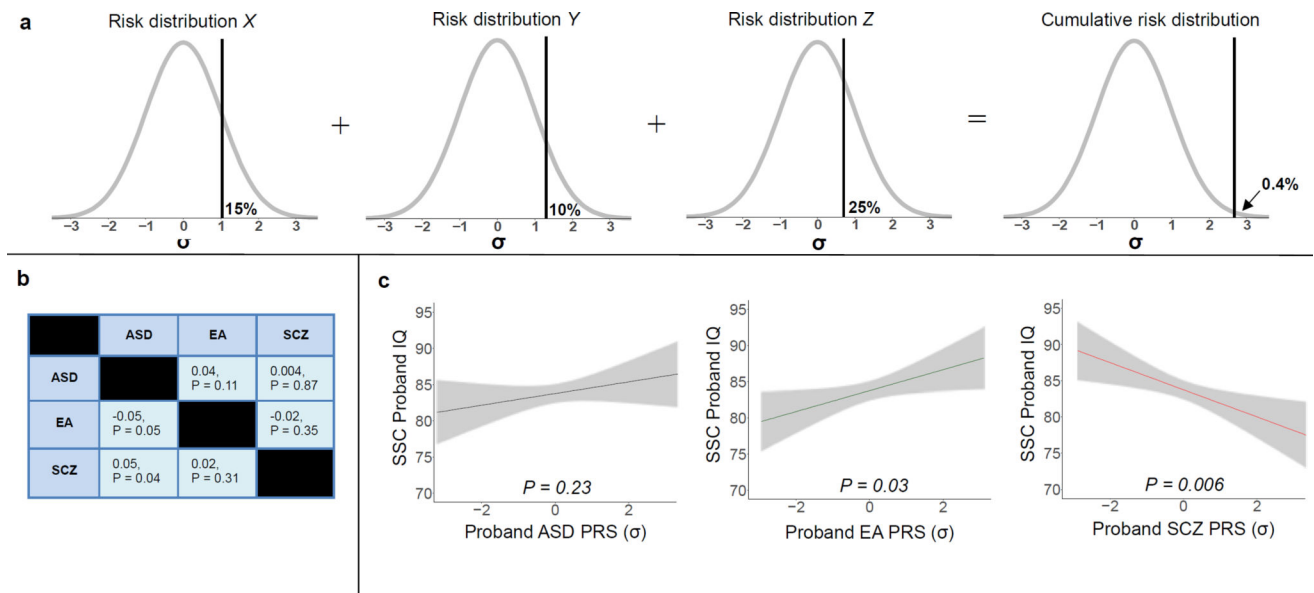 a
Risk distribution X
Risk distribution Y
Risk distribution Z
Cumulative risk distribution
+
+
=
15%
10%
25%
0.4%
−3 −2 −1 0 1 2 3
−3 −2 −1 0 1 2 3
−3 −2 −1 0 1 2 3
−3 −2 −1 0 1 2 3
σ
σ
σ
σ
b
ASD EA SCZ
ASD 0.04, 0.004,
P = 0.11 P = 0.87
EA -0.05, -0.02,
P = 0.05 P = 0.35
SCZ 0.05, 0.02,
P = 0.04 P = 0.31
c
SSC Proband IQ
95
90
85
80
75
70
P = 0.23
−2 0 2
Proband ASD PRS (σ)
SSC Proband IQ
95
90
85
80
75
70
P = 0.03
−2 0 2
Proband EA PRS (σ)
SSC Proband IQ
95
90
85
80
75
70
P = 0.006
−2 0 2
Proband SCZ PRS (σ)